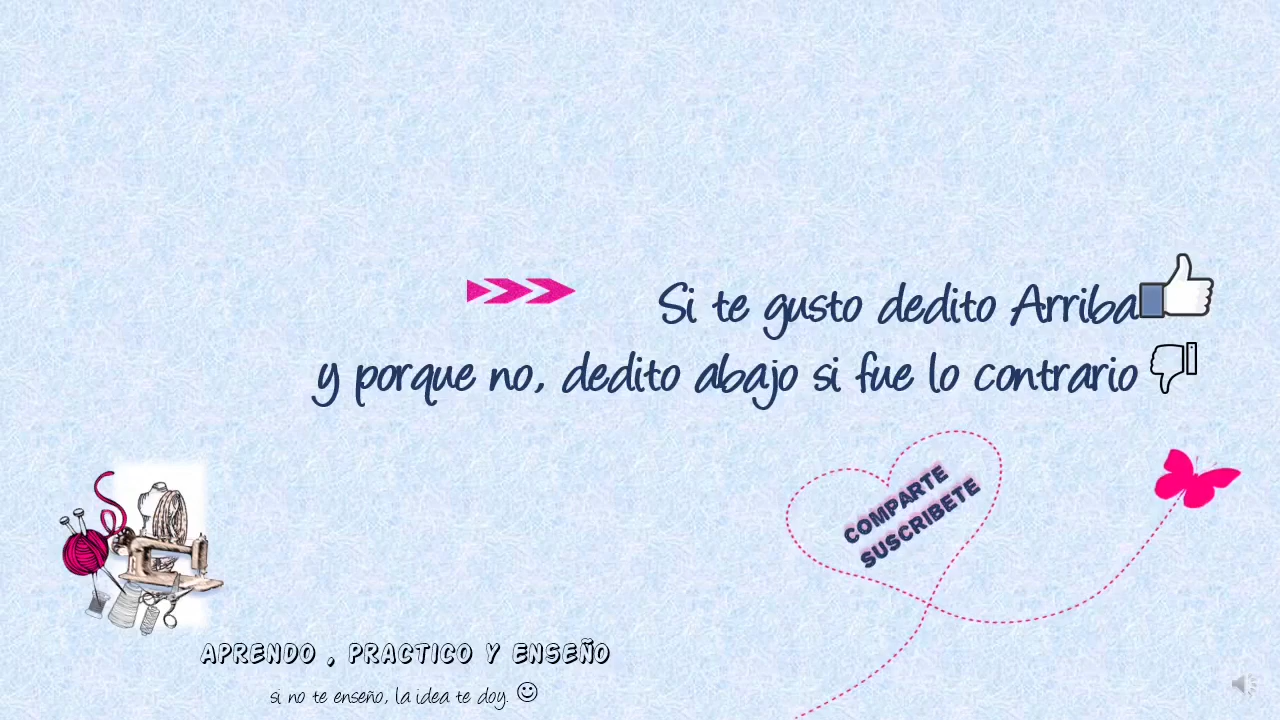 Si te gusto dedito Arriba
y porque no, dedito abajo si fue lo contrario
COMPARTE
SUSCRIBETE
APRENDO , PRACTICO Y ENSEÑO
si no te enseño, la idea te doy. ☺